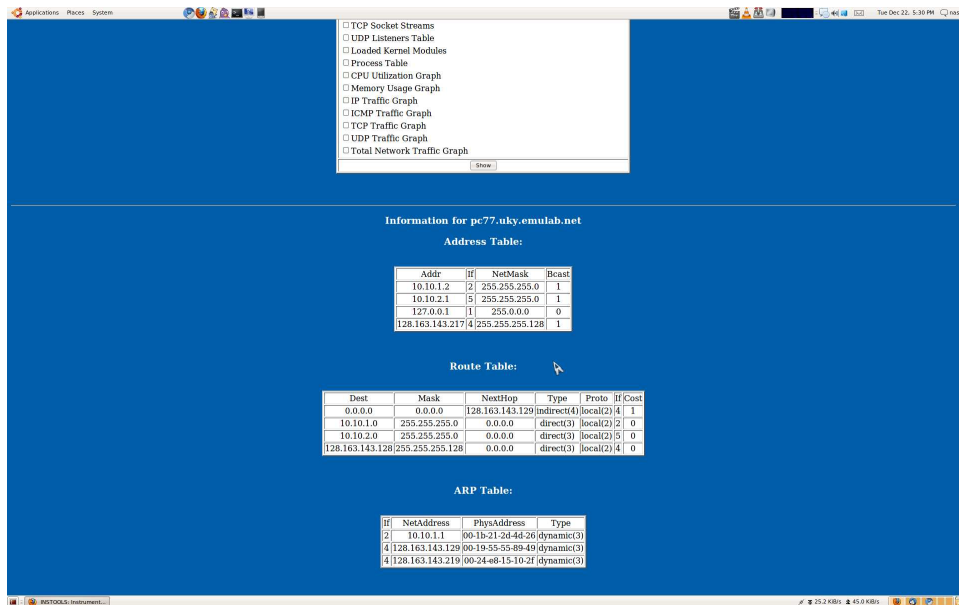 Applications Places System
Tue Dec 22, 5:30 PM nas
TCP Socket Streams
UDP Listeners Table
Loaded Kernel Modules
Process Table
CPU Utilization Graph
Memory Usage Graph
IP Traffic Graph
ICMP Traffic Graph
TCP Traffic Graph
UDP Traffic Graph
Total Network Traffic Graph
Show
Information for pc77.uky.emulab.net
Address Table:
Addr If NetMask Bcast
10.10.1.2 2 255.255.255.0 1
10.10.2.1 5 255.255.255.0 1
127.0.0.1 1 255.0.0.0 0
128.163.143.217 4 255.255.255.128 1
Route Table:
Dest Mask NextHop Type Proto If Cost
0.0.0.0 0.0.0.0 128.163.143.129 indirect(4) local(2) 4 1
10.10.1.0 255.255.255.0 0.0.0.0 direct(3) local(2) 2 0
10.10.2.0 255.255.255.0 0.0.0.0 direct(3) local(2) 5 0
128.163.143.128 255.255.255.128 0.0.0.0 direct(3) local(2) 4 0
ARP Table:
If NetAddress PhysAddress Type
2 10.10.1.1 00-1b-21-2d-4d-26 dynamic(3)
4 128.163.143.129 00-19-55-55-89-49 dynamic(3)
4 128.163.143.219 00-24-e8-15-10-2f dynamic(3)
INSTOOLS: Instrument... 25.2 KiB/s 45.0 KiB/s